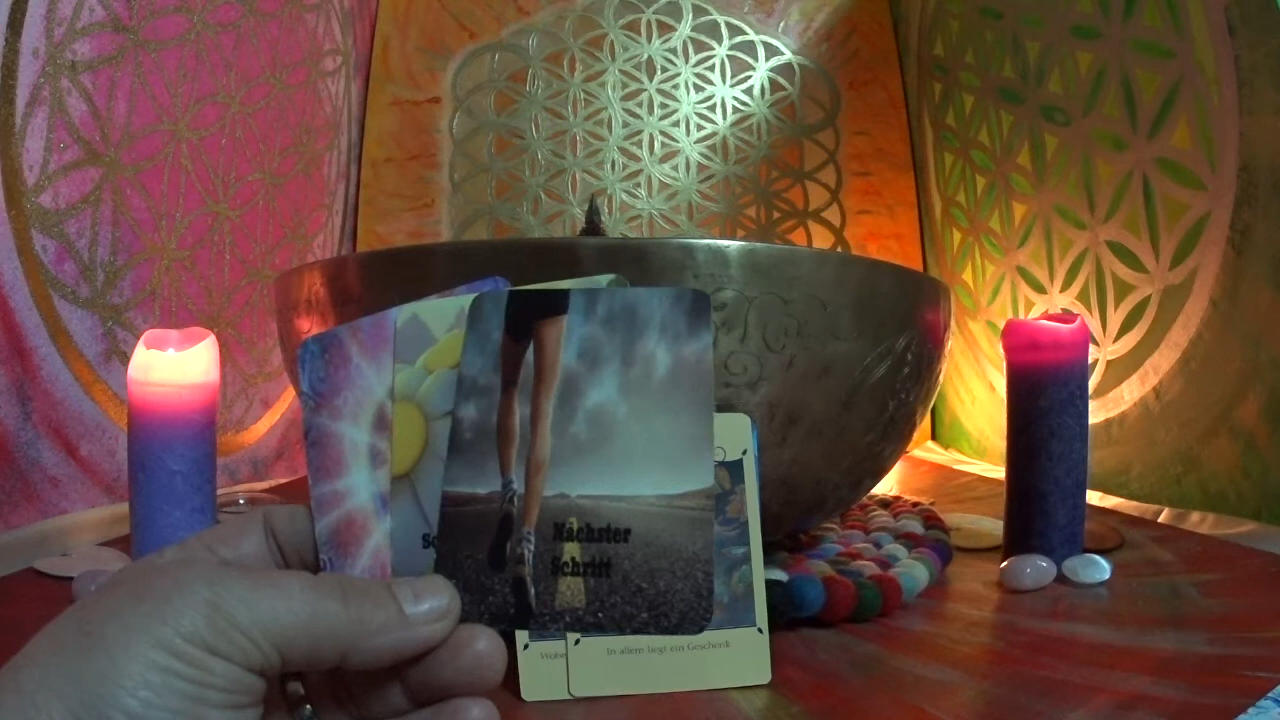 Nächster
Schritt
In allem liegt ein Geschenk